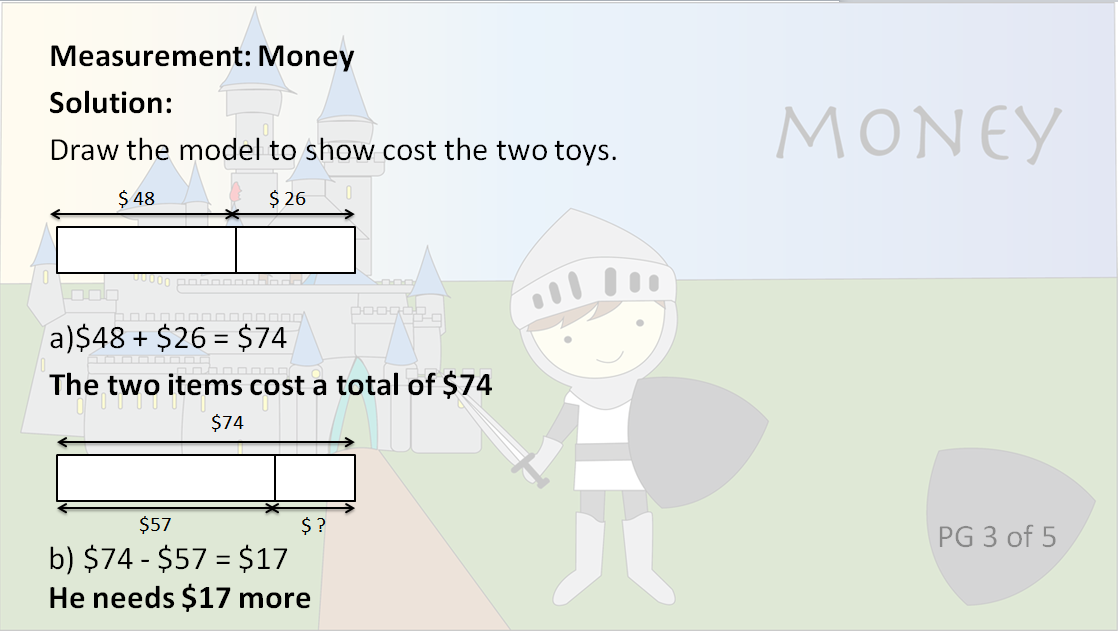 Measurement: Money
MONEY
Solution:
Draw the model to show cost the two toys.
$ 48 $ 26
a)$48 + $26 = $74
The two items cost a total of $74
$74
$57 $ ?
b) $74 - $57 = $17
He needs $17 more
PG 3 of 5